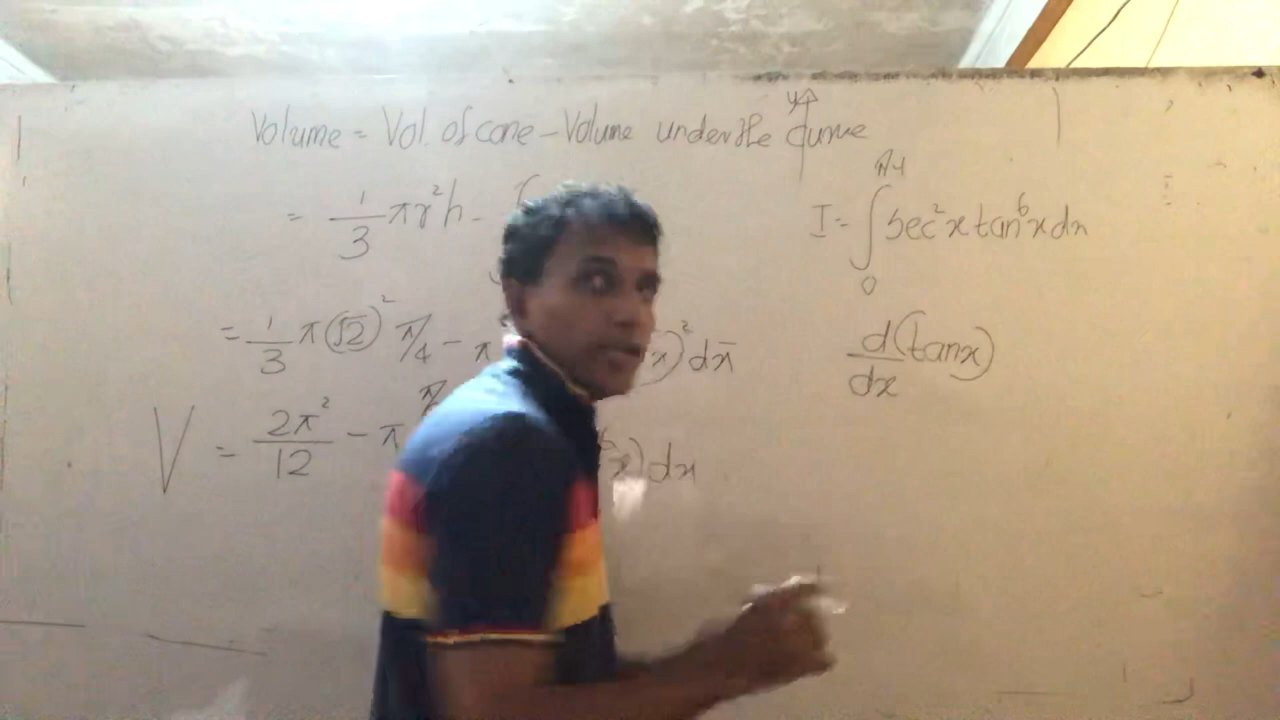 Volume = Vol. of cone - Volume under the curve
y
= 1/3 πr²h -
= 1/3 π(√2)² π/4 - π x)² dx
V = 2π²/12 - π x) dx
I = ∫₀^π/4 sec²x tan⁶x dx
d/dx (tanx)